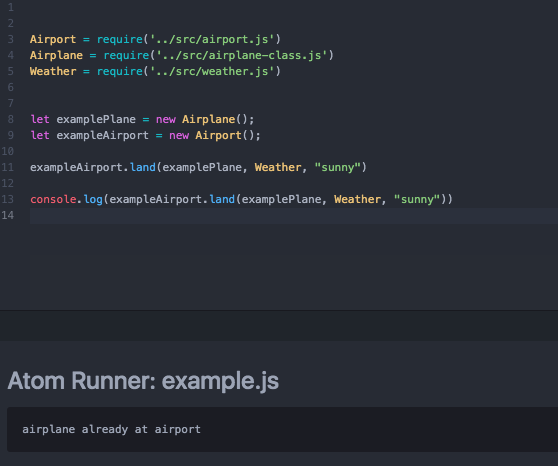 1
2
3 Airport = require('../src/airport.js')
4 Airplane = require('../src/airplane-class.js')
5 Weather = require('../src/weather.js')
6
7
8 let examplePlane = new Airplane();
9 let exampleAirport = new Airport();
10
11 exampleAirport.land(examplePlane, Weather, "sunny")
12
13 console.log(exampleAirport.land(examplePlane, Weather, "sunny"))
14
Atom Runner: example.js
airplane already at airport